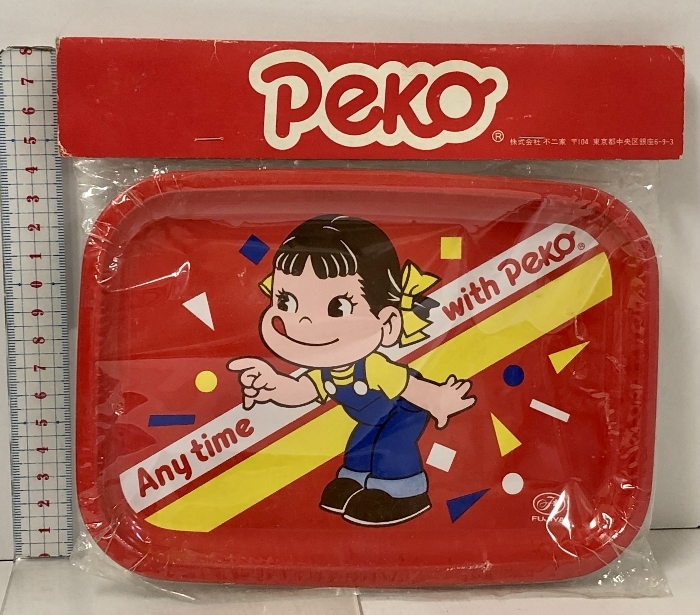 Peko®
株式会社 不二家 〒104 東京都中央区銀座6-9-3
Any time with Peko®
FUJIYA